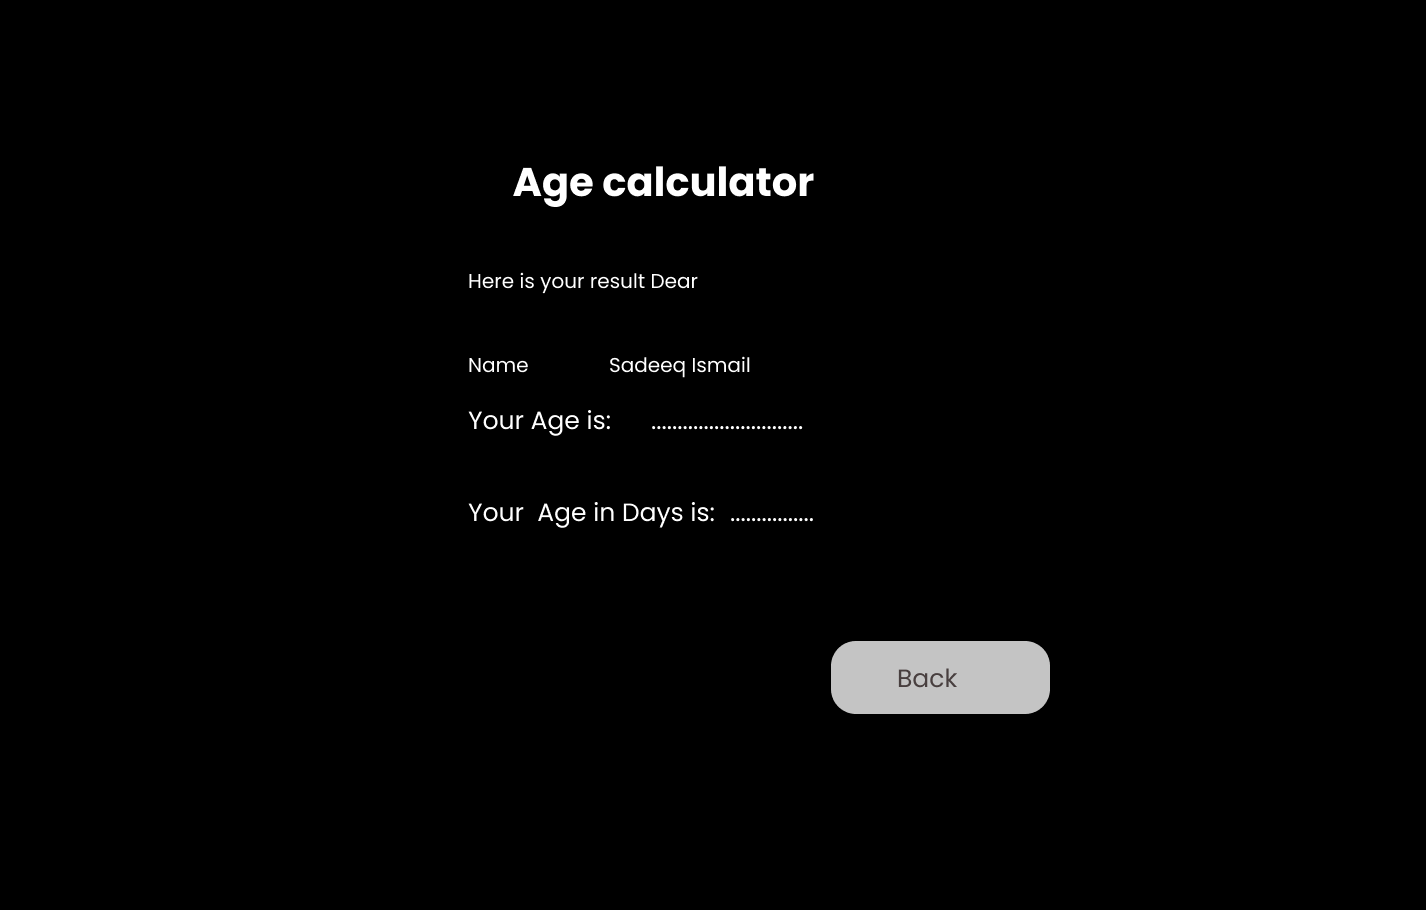 Age calculator
Here is your result Dear
Name Sadeeq Ismail
Your Age is: .............................
Your Age in Days is: ................
Back